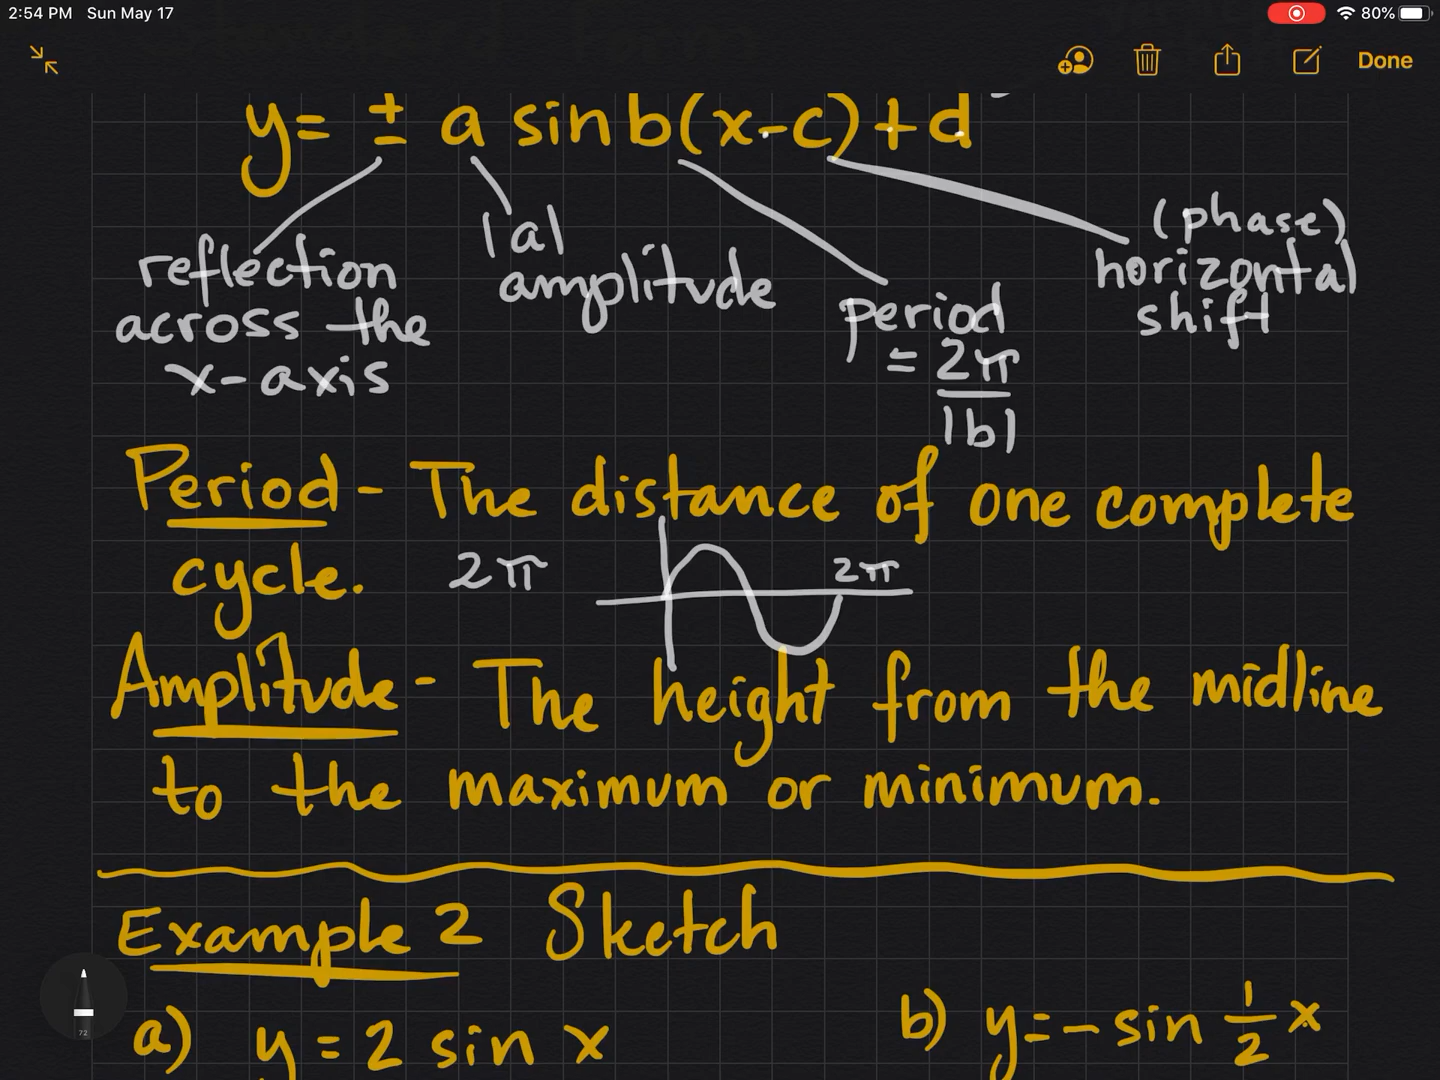 2:54 PM Sun May 17 80%
Done
y= ± a sin b(x-c)+d
reflection
across the
x-axis
|a|
amplitude
period
= 2π
|b|
(phase)
horizontal
shift
Period - The distance of one complete
cycle. 2π 2π
Amplitude - The height from the midline
to the maximum or minimum.
Example 2 Sketch
72
a) y = 2 sin x
b) y = - sin 1/2 x